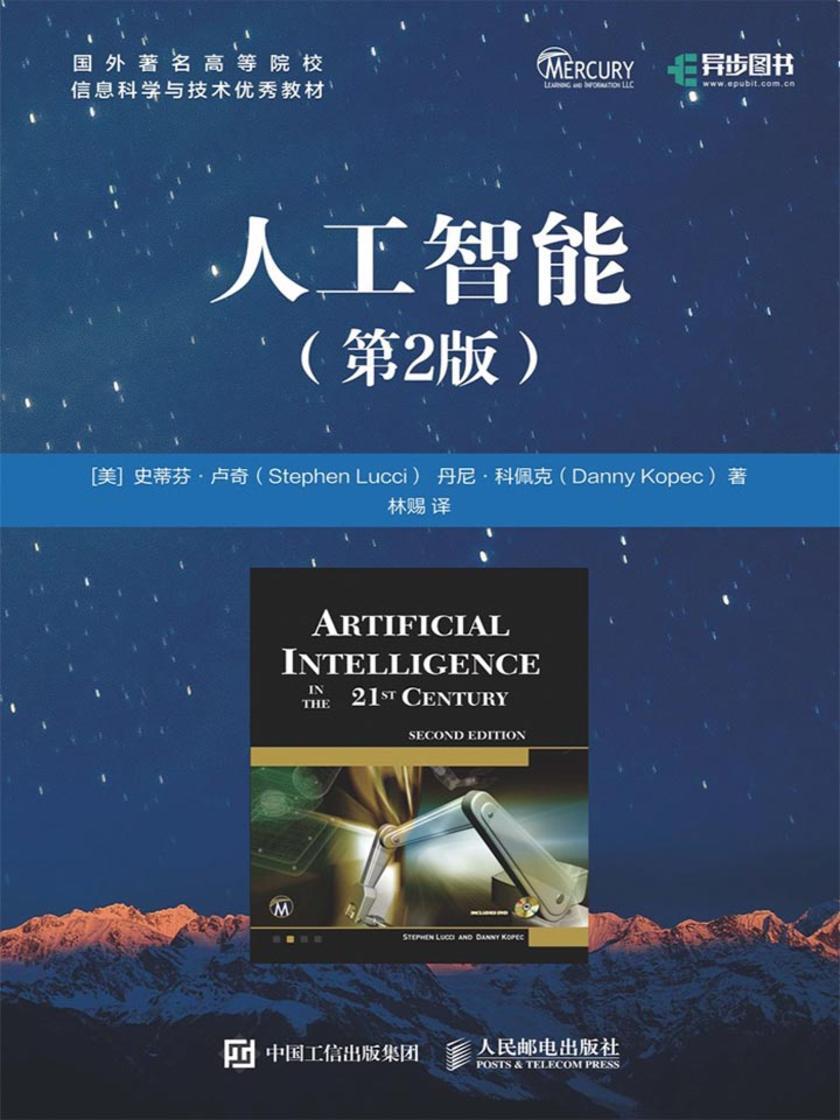 国外著名高等院校
信息科学与技术优秀教材
MERCURY
LEARNING AND INFORMATION LLC
异步图书
www.epubit.com.cn
人工智能
（第2版）
[美] 史蒂芬·卢奇（Stephen Lucci） 丹尼·科佩克（Danny Kopec）著
林赐 译
ARTIFICIAL
INTELLIGENCE
IN THE 21ST CENTURY
SECOND EDITION
M
INCLUDES DVD
STEPHEN LUCCI AND DANNY KOPEC
中国工信出版集团
人民邮电出版社
POSTS & TELECOM PRESS